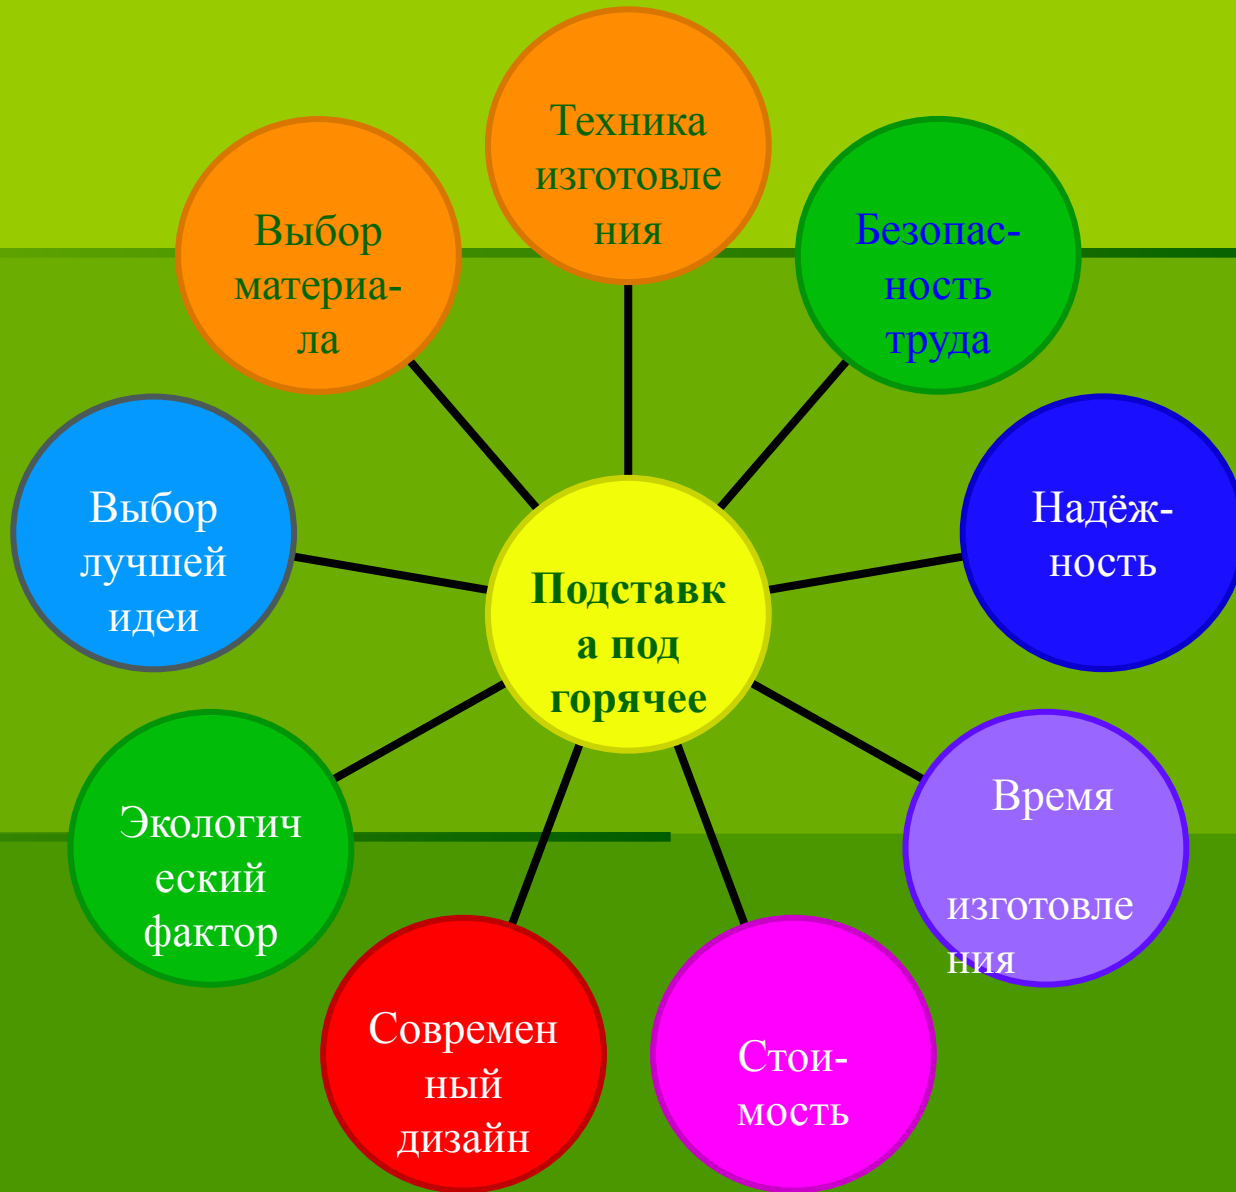 Техника
изготовле
ния
Выбор
материа-
ла
Безопас-
ность
труда
Выбор
лучшей
идеи
Надёж-
ность
Подставк
а под
горячее
Экологич
еский
фактор
Время
изготовле
ния
Современ
ный
дизайн
Стои-
мость